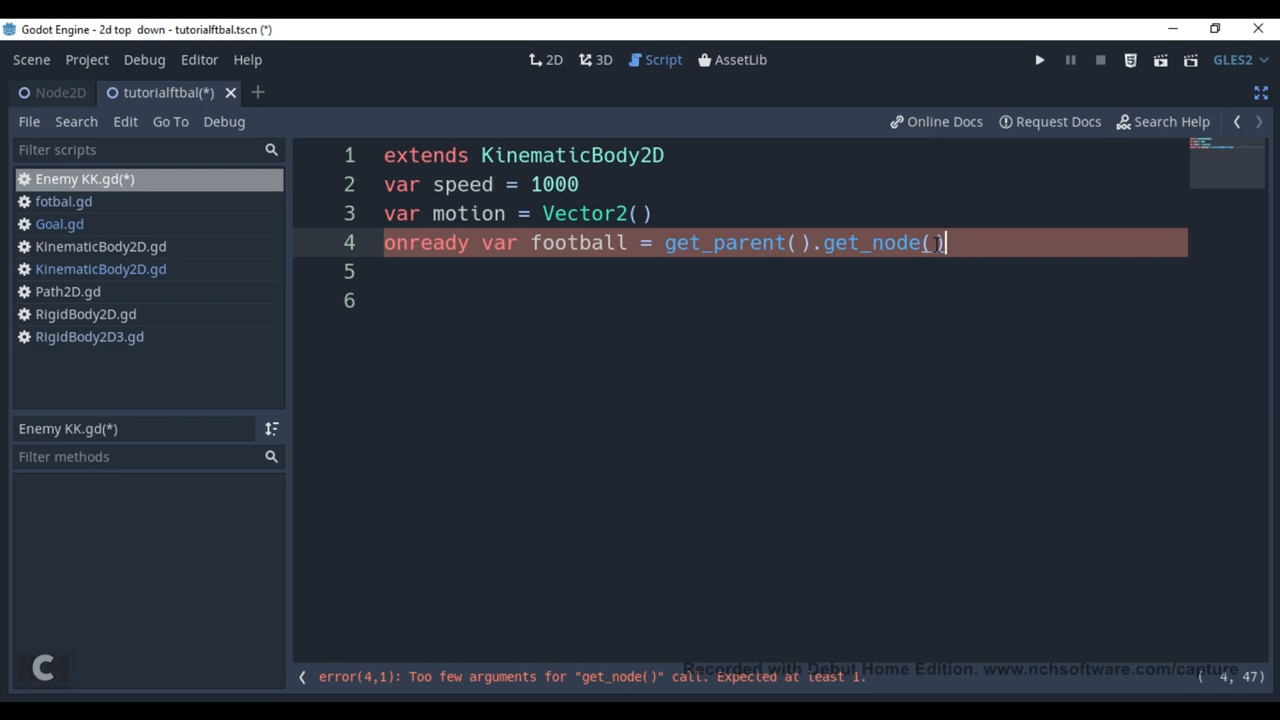 Godot Engine - 2d top down - tutorialftbal.tscn (*)
Scene Project Debug Editor Help
2D 3D Script AssetLib
GLES2
Node2D tutorialftbal(*)
File Search Edit Go To Debug
Online Docs Request Docs Search Help
Filter scripts
Enemy KK.gd(*)
fotbal.gd
Goal.gd
KinematicBody2D.gd
KinematicBody2D.gd
Path2D.gd
RigidBody2D.gd
RigidBody2D3.gd
Enemy KK.gd(*)
Filter methods
1 extends KinematicBody2D
2 var speed = 1000
3 var motion = Vector2()
4 onready var football = get_parent().get_node()
5
6
error(4,1): Too few arguments for "get_node()" call. Expected at least 1.
( 4, 47)
Recorded with Debut Home Edition. www.nchsoftware.com/capture